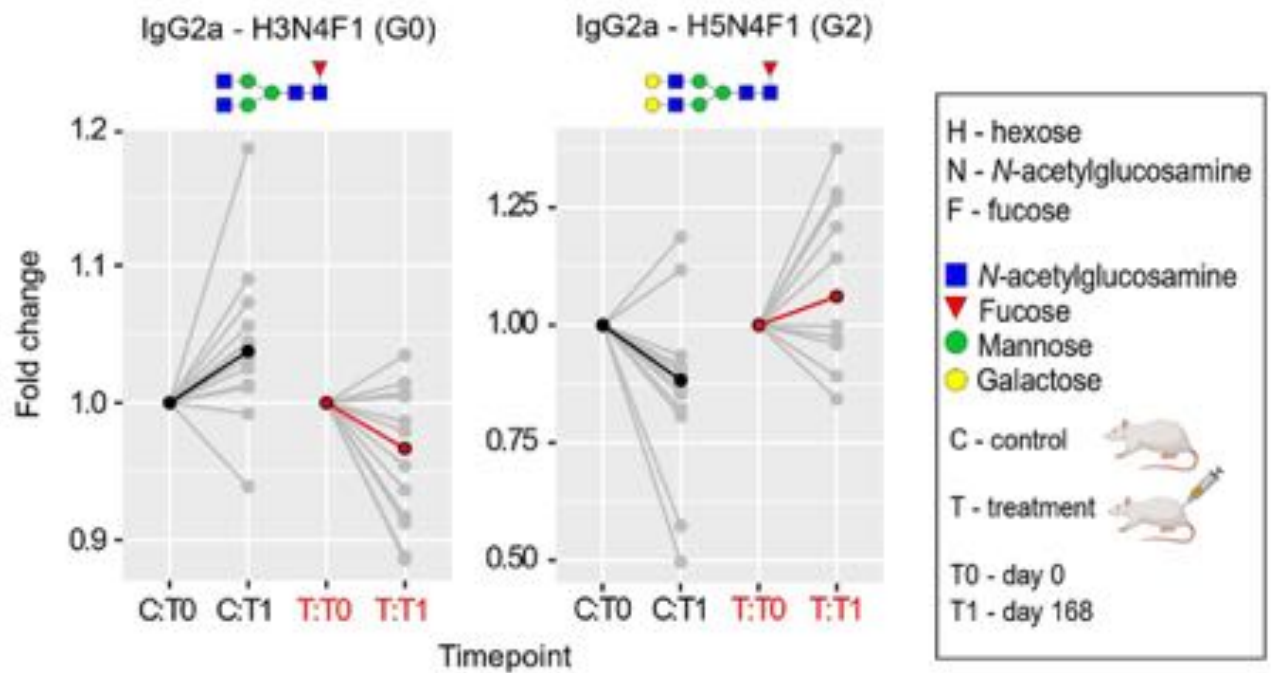 IgG2a - H3N4F1 (G0)
IgG2a - H5N4F1 (G2)
Fold change
1.2
1.1
1.0
0.9
C:T0 C:T1 T:T0 T:T1
1.25
1.00
0.75
0.50
C:T0 C:T1 T:T0 T:T1
Timepoint
H - hexose
N - N-acetylglucosamine
F - fucose
N-acetylglucosamine
Fucose
Mannose
Galactose
C - control
T - treatment
T0 - day 0
T1 - day 168